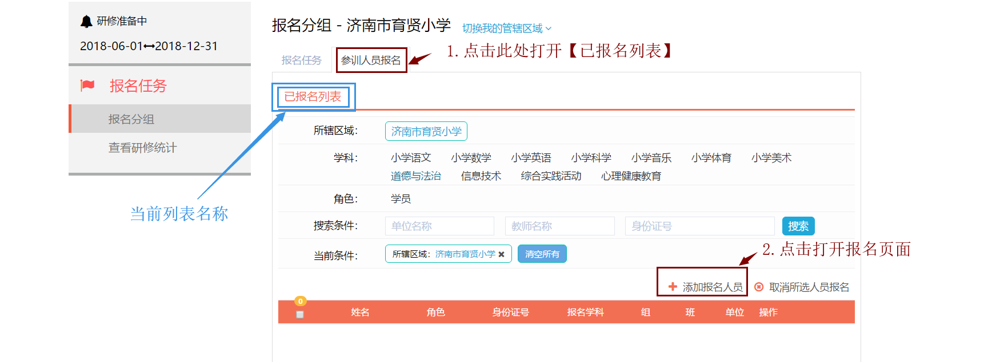 研修准备中
2018-06-01↔2018-12-31
报名任务
报名分组
查看研修统计
当前列表名称
报名分组 - 济南市育贤小学 切换我的管辖区域
报名任务 参训人员报名
1.点击此处打开【已报名列表】
已报名列表
所辖区域： 济南市育贤小学
学科： 小学语文 小学数学 小学英语 小学科学 小学音乐 小学体育 小学美术
道德与法治 信息技术 综合实践活动 心理健康教育
角色： 学员
搜索条件： 单位名称 教师名称 身份证号 搜索
当前条件： 所辖区域：济南市育贤小学 ✖ 清空所有
2.点击打开报名页面
添加报名人员 取消所选人员报名
0
姓名 角色 身份证号 报名学科 组 班 单位 操作